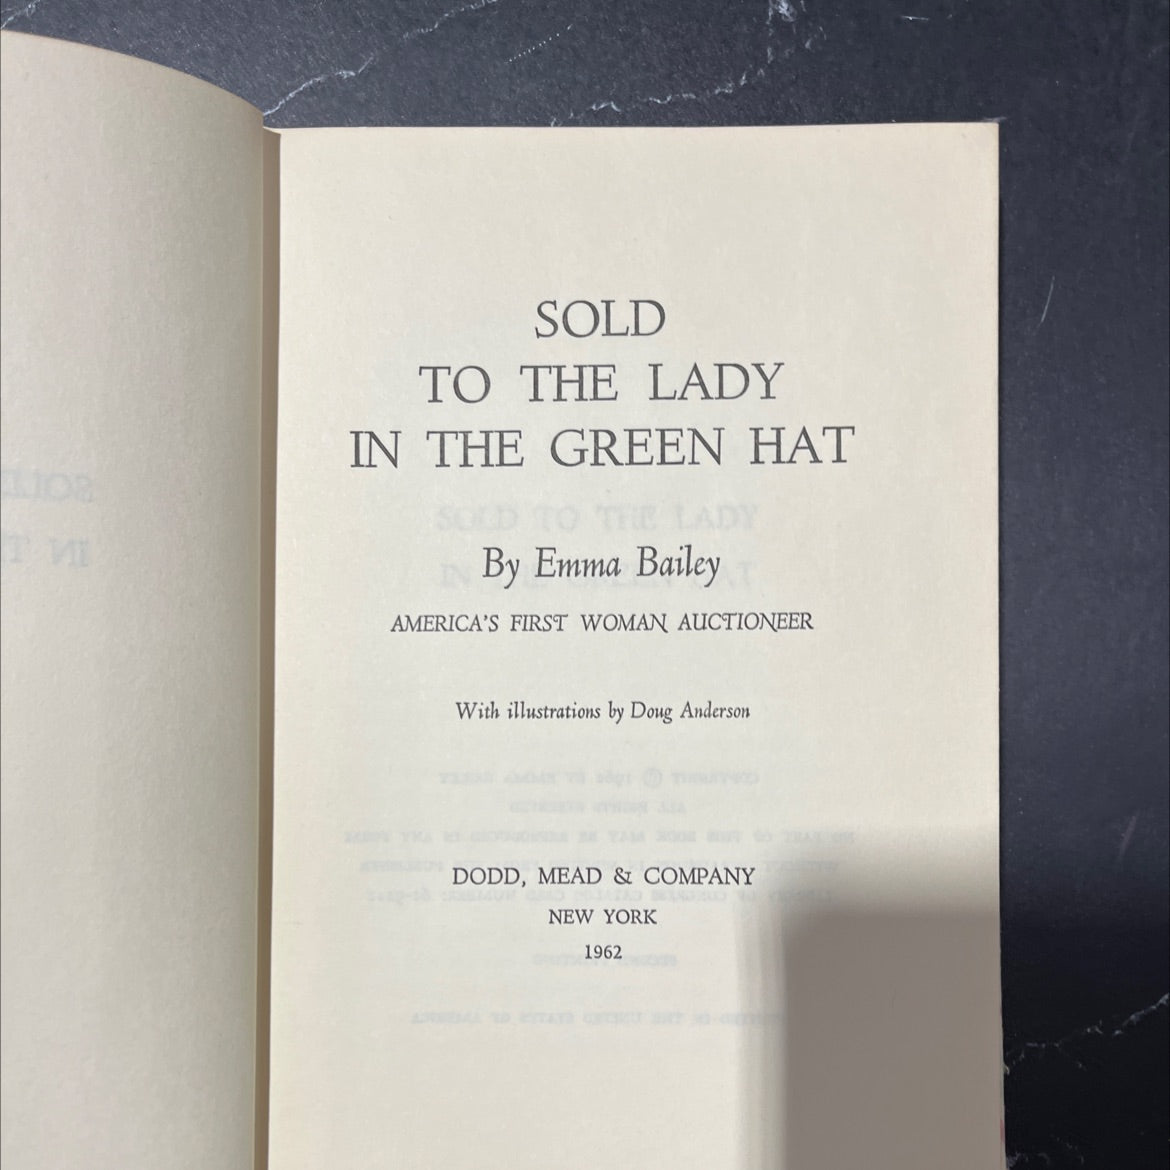 SOLD
TO THE LADY
IN THE GREEN HAT
By Emma Bailey
AMERICA'S FIRST WOMAN AUCTIONEER
With illustrations by Doug Anderson
DODD, MEAD & COMPANY
NEW YORK
1962